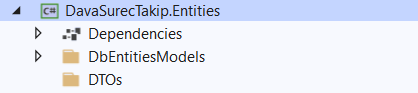 DavaSurecTakip.Entities
Dependencies
DbEntitiesModels
DTOs